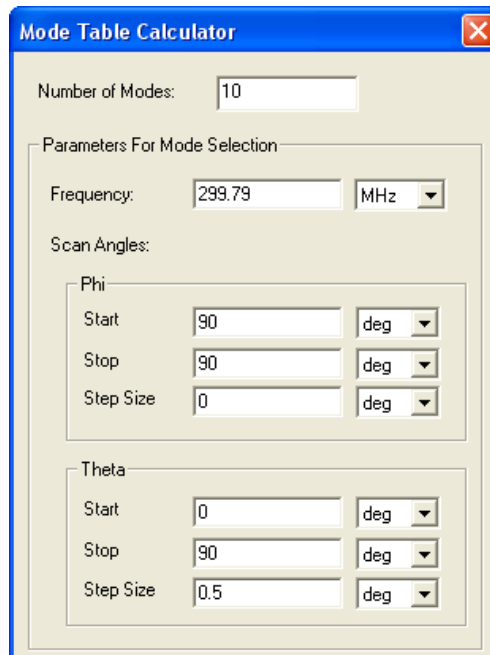 Mode Table Calculator
Number of Modes: 10
Parameters For Mode Selection
Frequency: 299.79 MHz
Scan Angles:
Phi
Start 90 deg
Stop 90 deg
Step Size 0 deg
Theta
Start 0 deg
Stop 90 deg
Step Size 0.5 deg